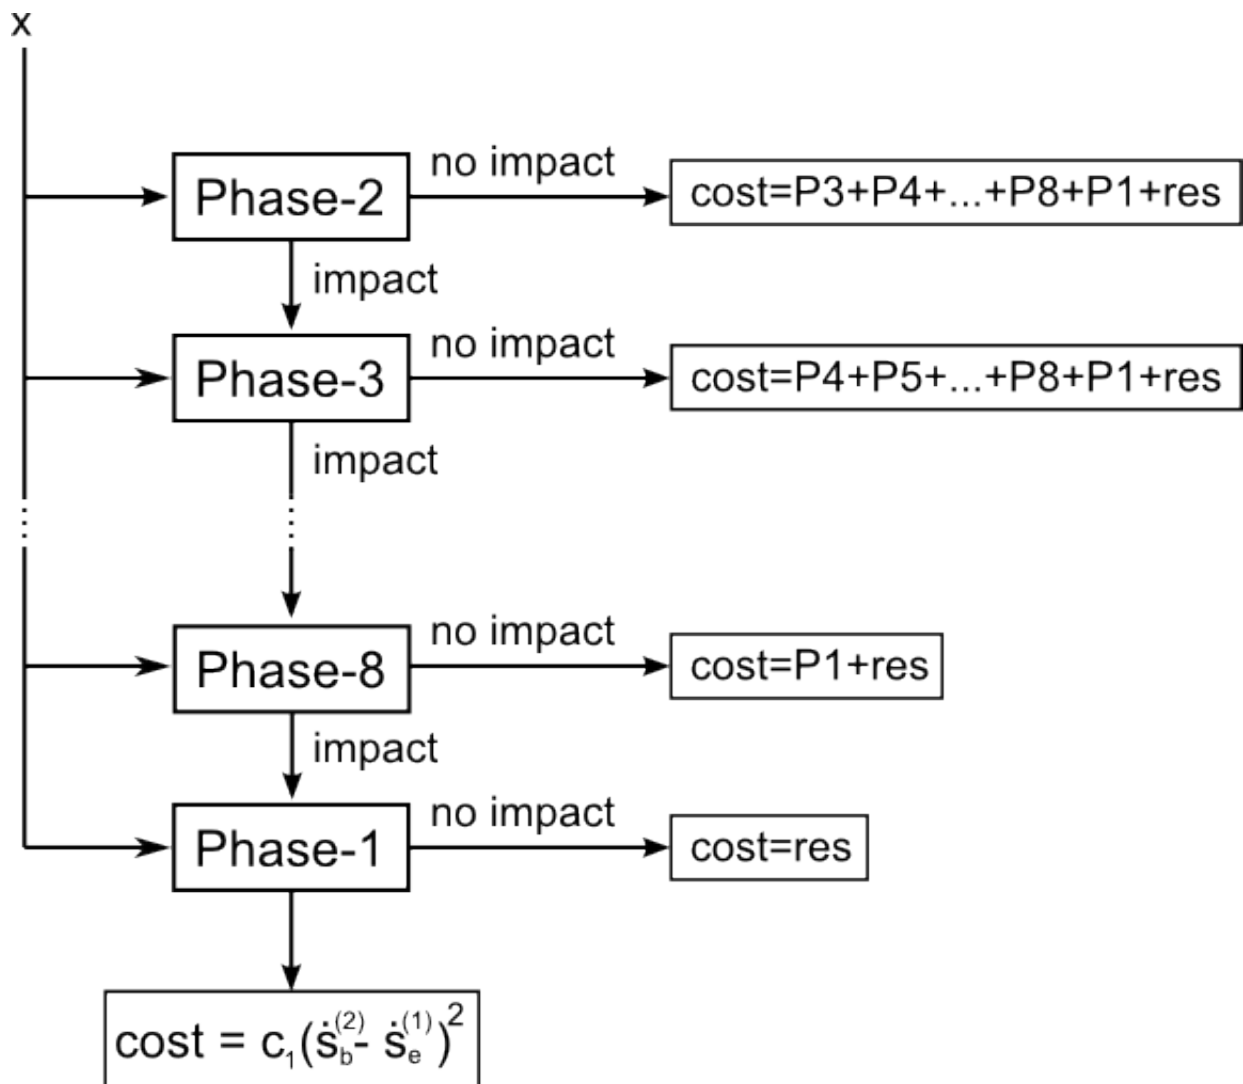 x
Phase-2
no impact
cost=P3+P4+...+P8+P1+res
impact
Phase-3
no impact
cost=P4+P5+...+P8+P1+res
impact
Phase-8
no impact
cost=P1+res
impact
Phase-1
no impact
cost=res
cost = c₁(ṡ_b^(2) - ṡ_e^(1))²